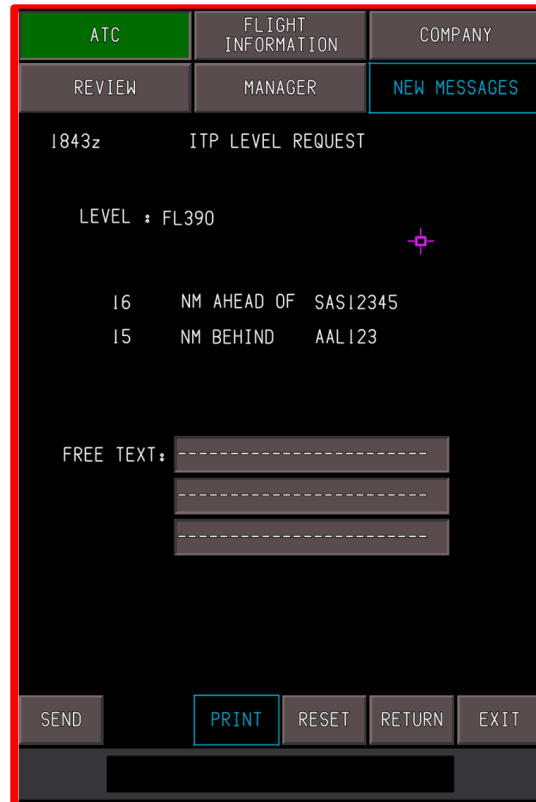 ATC
FLIGHT INFORMATION
COMPANY
REVIEW
MANAGER
NEW MESSAGES
1843z ITP LEVEL REQUEST
LEVEL : FL390
16 NM AHEAD OF SAS12345
15 NM BEHIND AAL123
FREE TEXT: ------------------------
------------------------
------------------------
SEND
PRINT
RESET
RETURN
EXIT